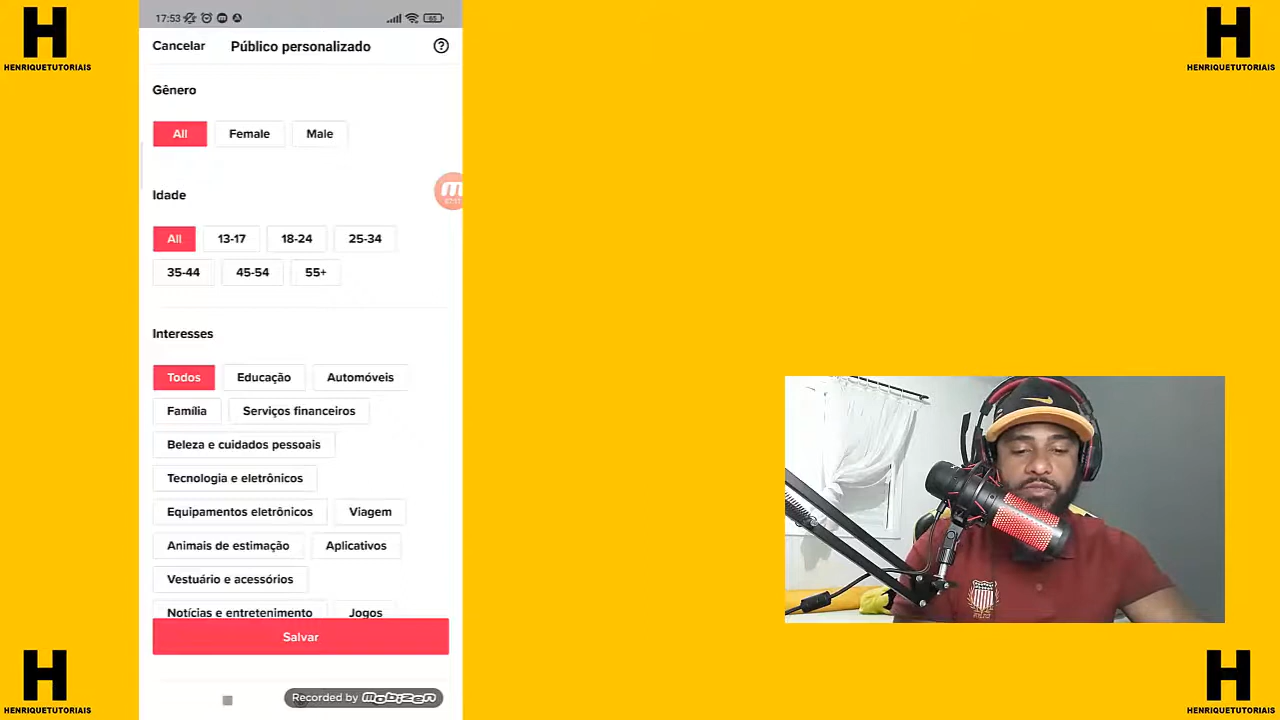 H
HENRIQUETUTORIAIS
H
HENRIQUETUTORIAIS
17:53
65
Cancelar
Público personalizado
?
Gênero
All
Female
Male
Idade
All
13-17
18-24
25-34
35-44
45-54
55+
Interesses
Todos
Educação
Automóveis
Família
Serviços financeiros
Beleza e cuidados pessoais
Tecnologia e eletrônicos
Equipamentos eletrônicos
Viagem
Animais de estimação
Aplicativos
Vestuário e acessórios
Notícias e entretenimento
Jogos
Salvar
Recorded by mobizen
H
HENRIQUETUTORIAIS
H
HENRIQUETUTORIAIS